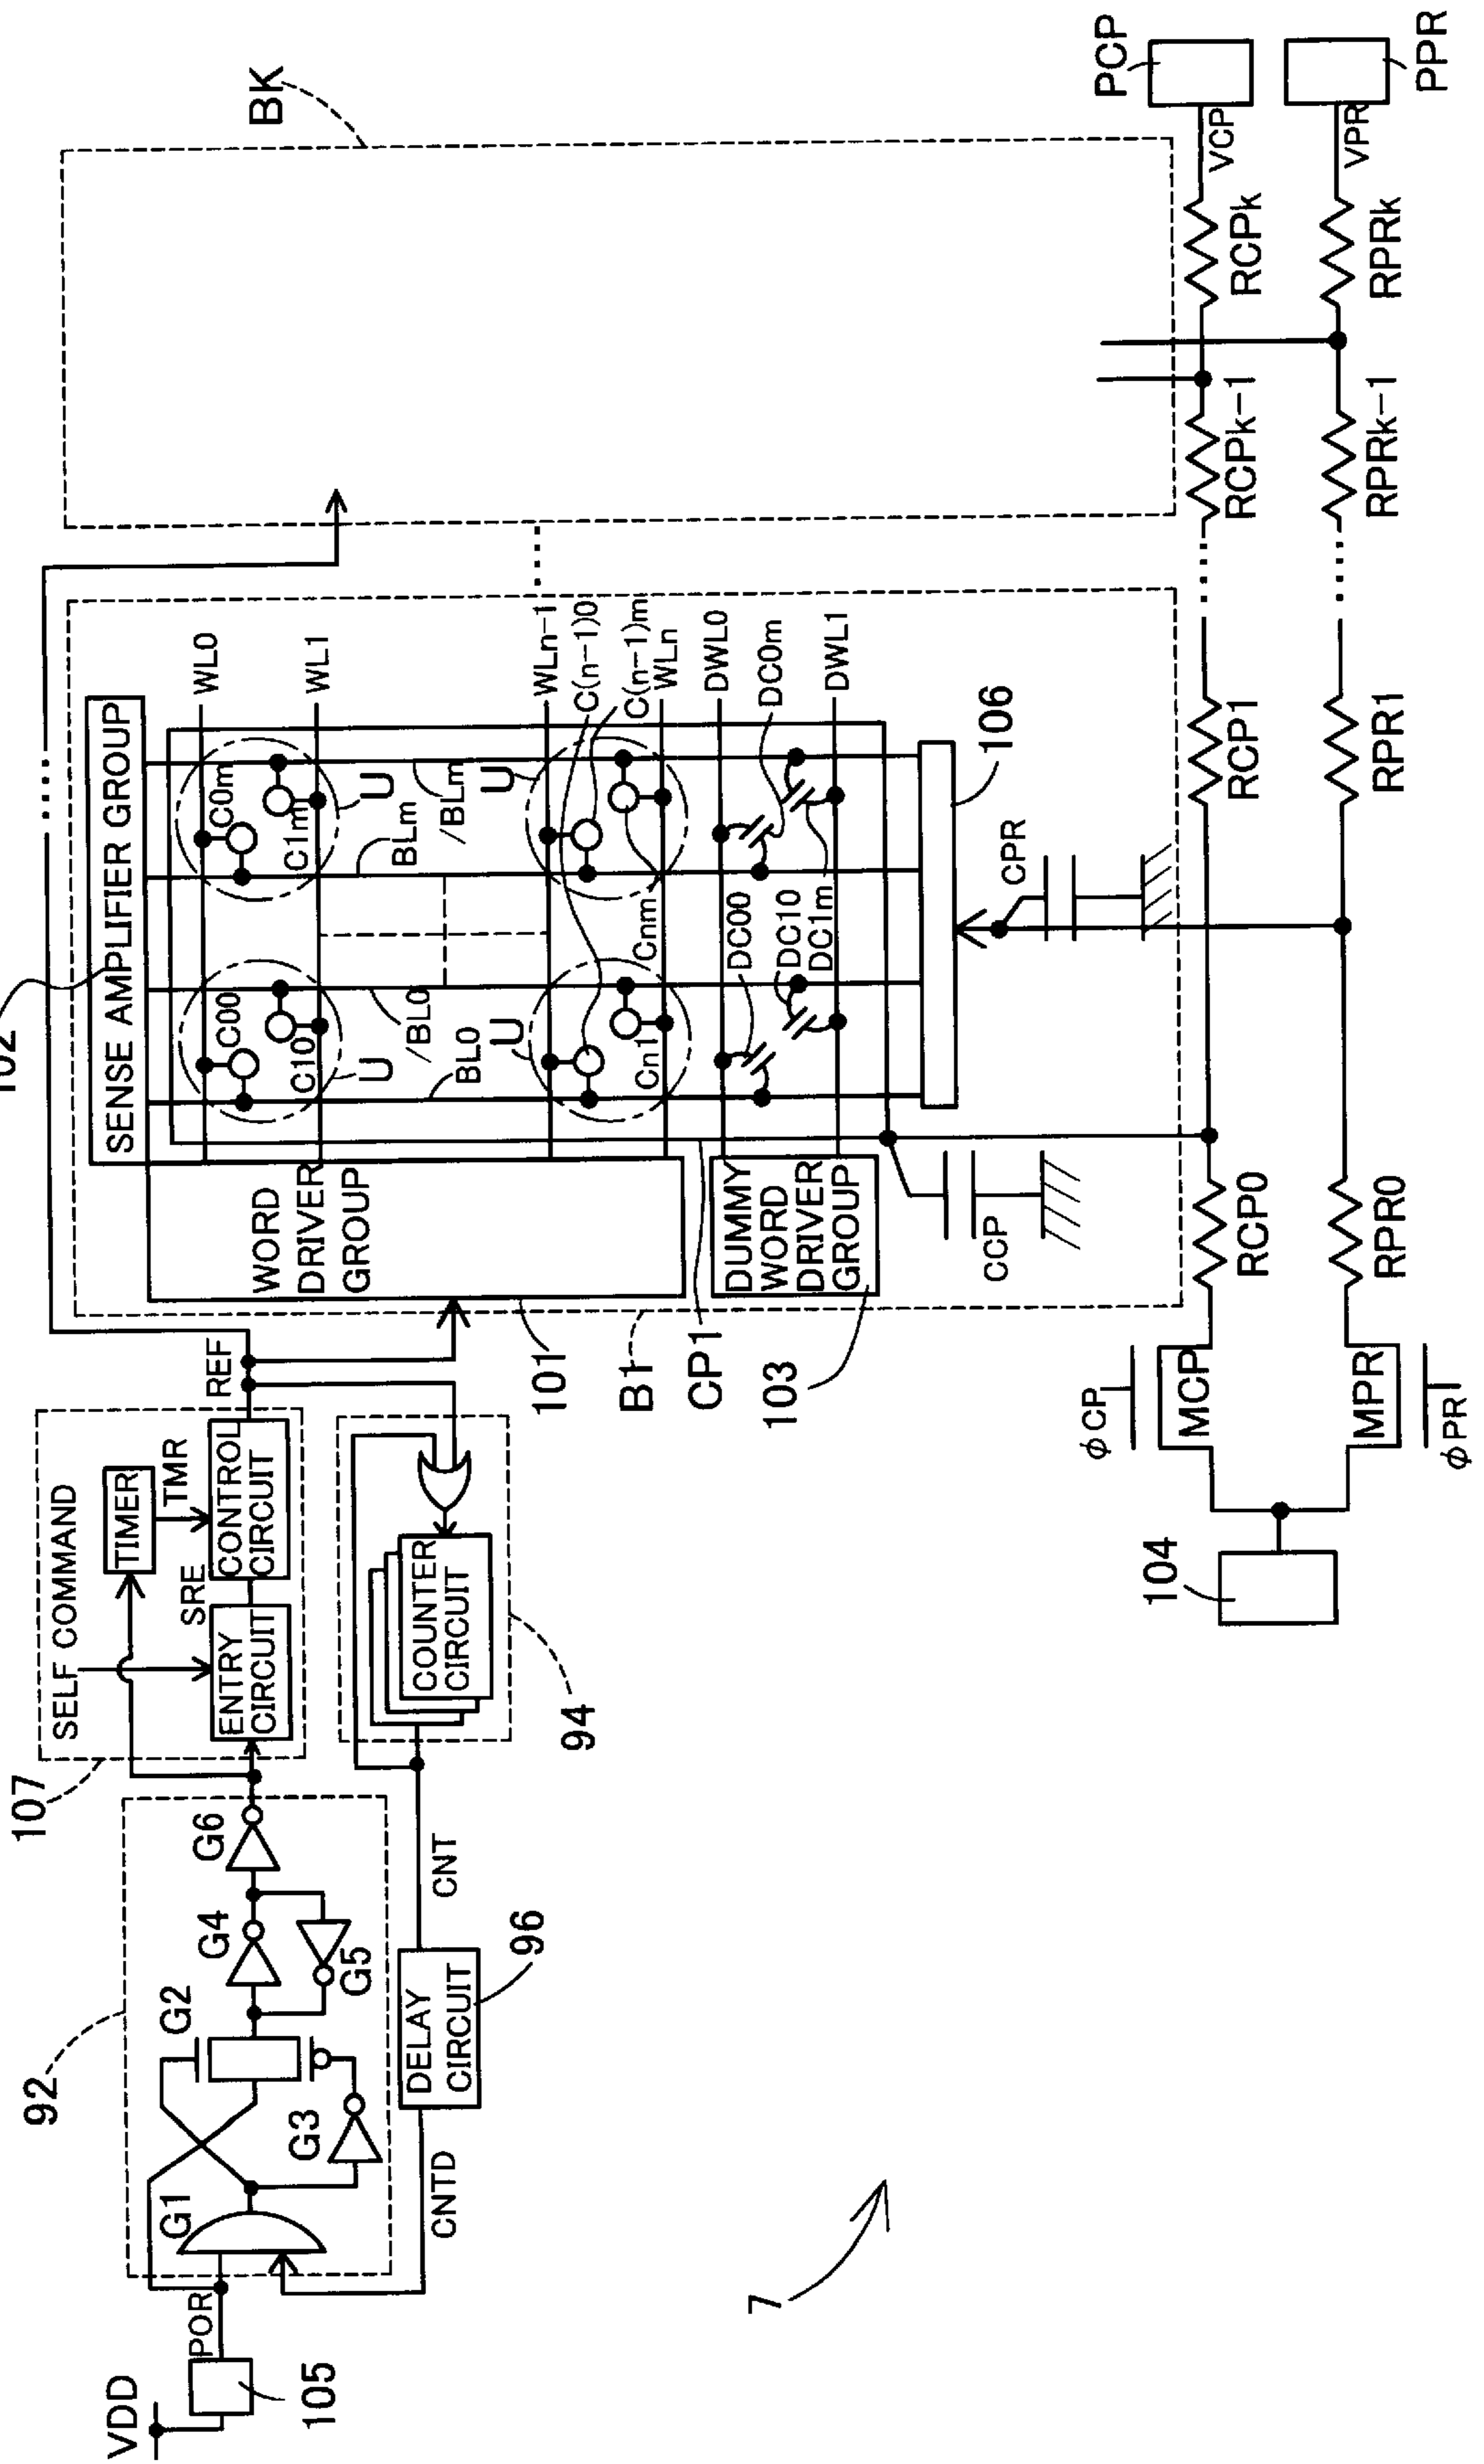 VDD
105
POR
92
G1
G2
G3
G4
G5
G6
CNTD
DELAY
CIRCUIT
96
CNT
107
SELF COMMAND
ENTRY
CIRCUIT
SRE
TIMER
TMR
CONTROL
CIRCUIT
REF
COUNTER
CIRCUIT
94
7
102
SENSE AMPLIFIER GROUP
WORD
DRIVER
GROUP
101
B1
CP1
103
DUMMY
WORD
DRIVER
GROUP
C00
C10
U
BL0
/BL0
C0m
C1m
U
BLm
/BLm
U
Cn1
U
Cnm
WL0
WL1
WLn-1
C(n-1)0
C(n-1)m
WLn
DWL0
DC0m
DWL1
DC00
DC10
DC1m
CCP
CPR
106
BK
104
φCP
MCP
MPR
φPR
RCP0
RPR0
RCP1
RPR1
RCPk-1
RPRk-1
RCPk
RPRk
VCP
VPR
PCP
PPR